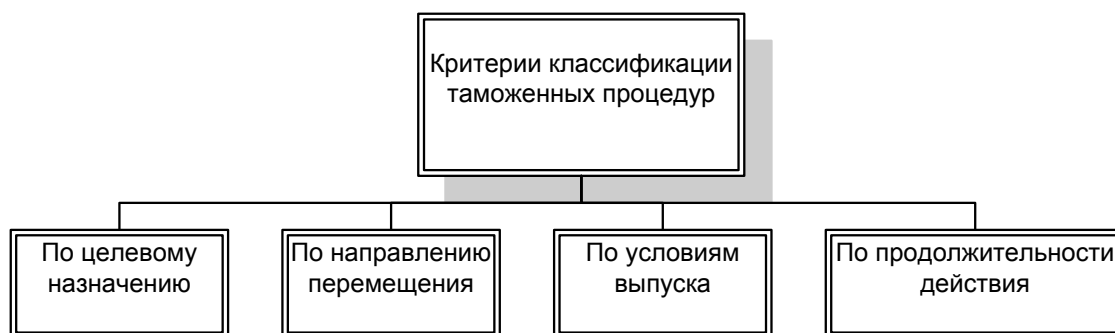 Критерии классификации
таможенных процедур
По целевому
назначению
По направлению
перемещения
По условиям
выпуска
По продолжительности
действия